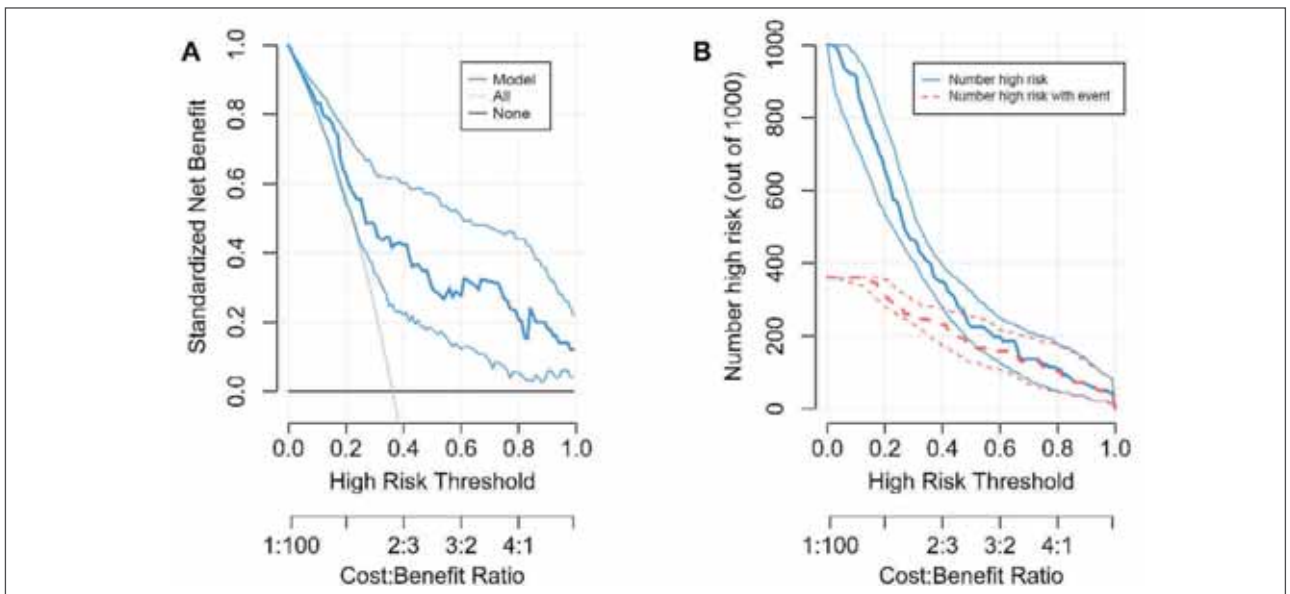 A
Standardized Net Benefit
1.0
0.8
0.6
0.4
0.2
0.0
Model
All
None
0.0 0.2 0.4 0.6 0.8 1.0
High Risk Threshold
1:100 2:3 3:2 4:1
Cost:Benefit Ratio
B
Number high risk (out of 1000)
1000
800
600
400
200
0
Number high risk
Number high risk with event
0.0 0.2 0.4 0.6 0.8 1.0
High Risk Threshold
1:100 2:3 3:2 4:1
Cost:Benefit Ratio